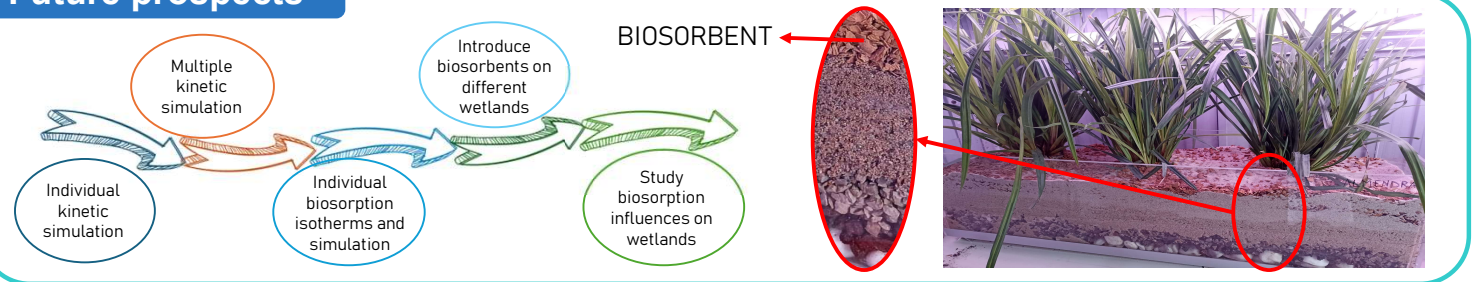 Future prospects
Multiple
kinetic
simulation
Introduce
biosorbents on
different
wetlands
BIOSORBENT
Individual
kinetic
simulation
Individual
biosorption
isotherms and
simulation
Study
biosorption
influences on
wetlands